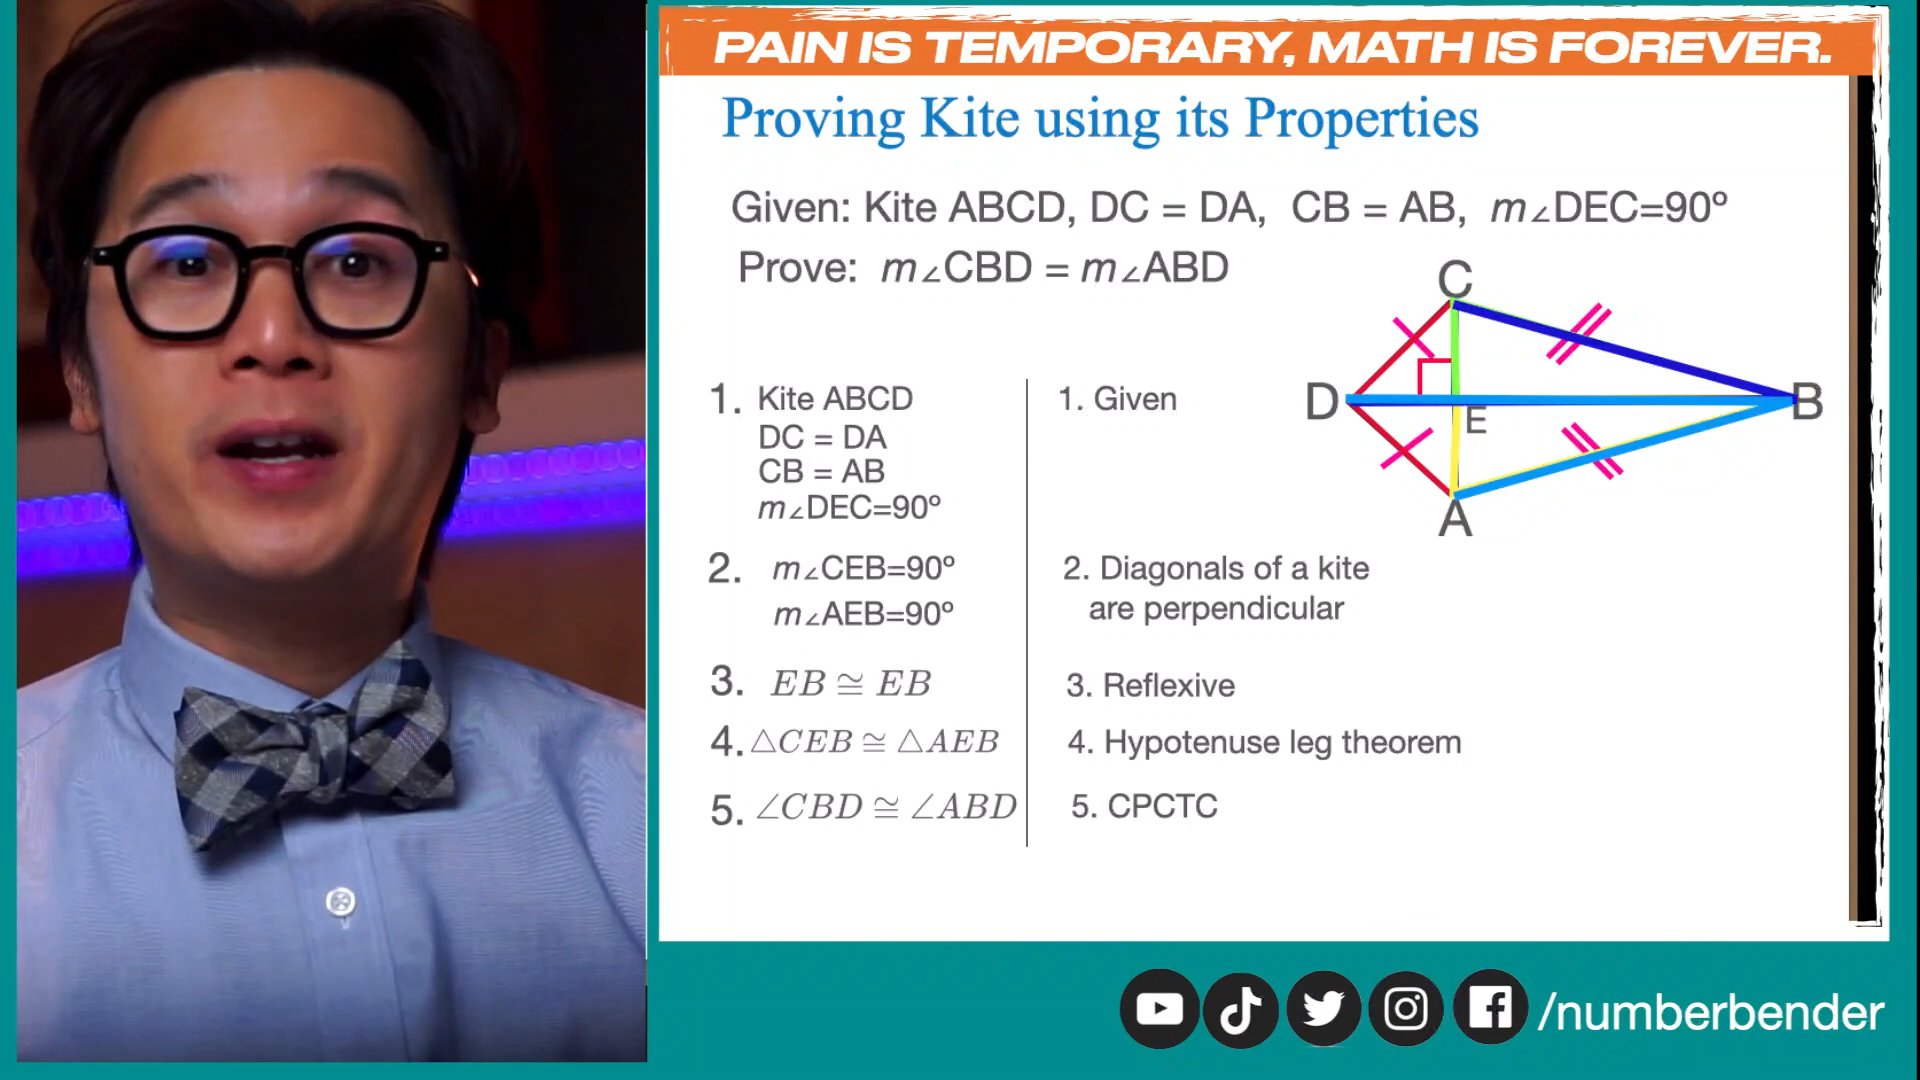 PAIN IS TEMPORARY, MATH IS FOREVER.
Proving Kite using its Properties
Given: Kite ABCD, DC = DA, CB = AB, m∠DEC=90º
Prove: m∠CBD = m∠ABD
C
D
E
B
A
1. Kite ABCD
DC = DA
CB = AB
m∠DEC=90º
1. Given
2. m∠CEB=90º
m∠AEB=90º
2. Diagonals of a kite
are perpendicular
3. EB ≅ EB
3. Reflexive
4. △CEB ≅ △AEB
4. Hypotenuse leg theorem
5. ∠CBD ≅ ∠ABD
5. CPCTC
/numberbender